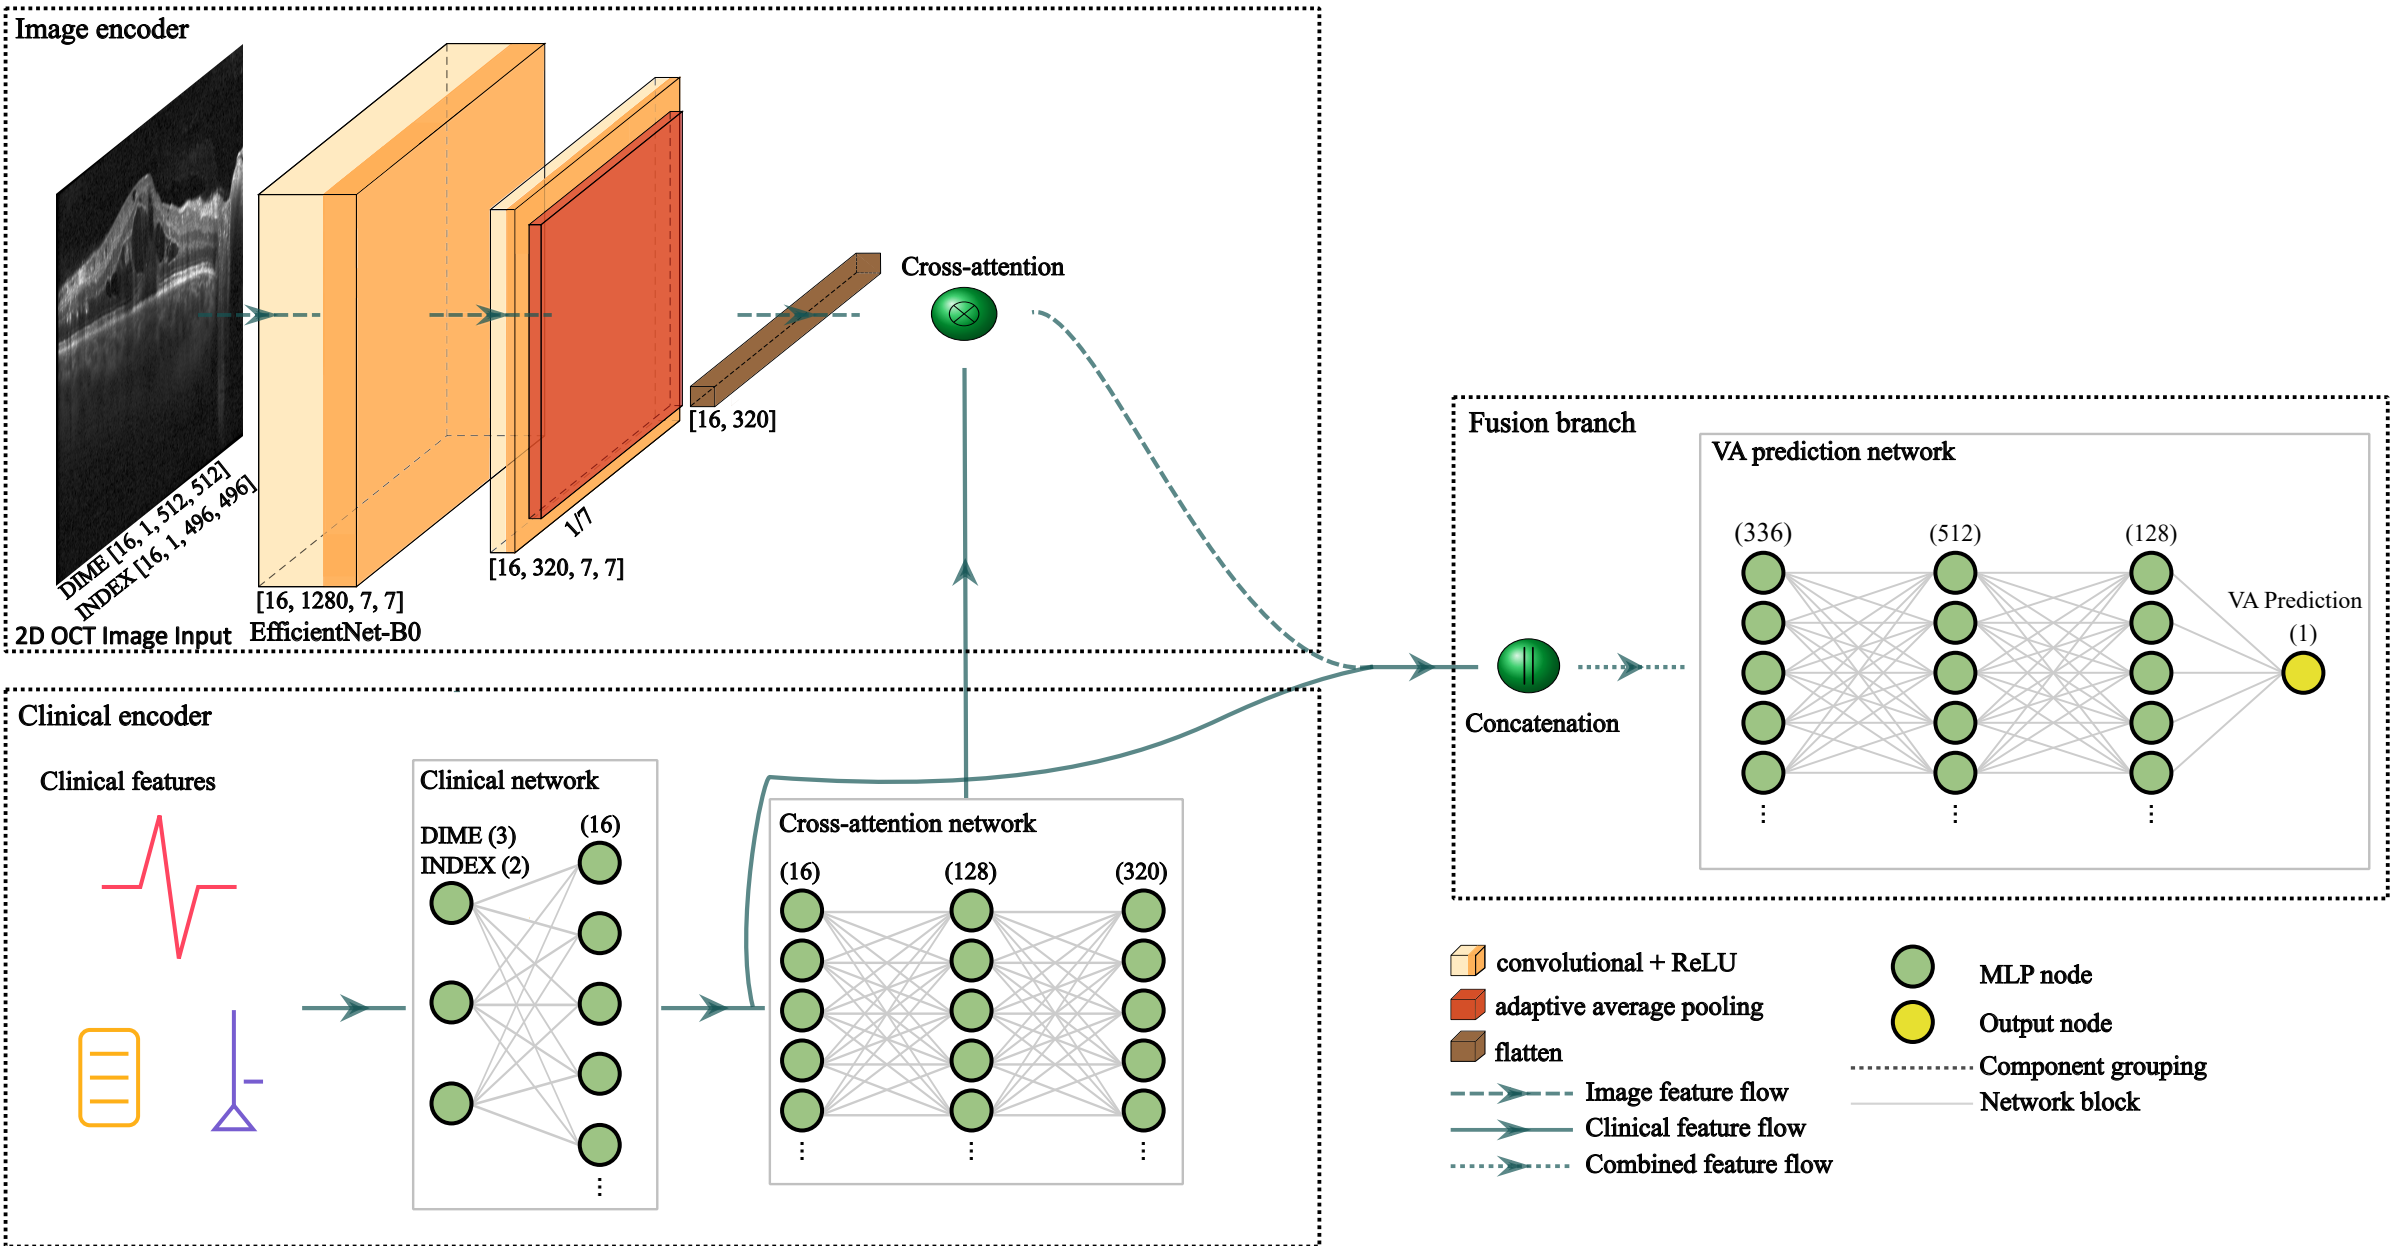 Image encoder
DIME [16, 1, 512, 512]
INDEX [16, 1, 496, 496]
2D OCT Image Input
[16, 1280, 7, 7]
EfficientNet-B0
1/7
[16, 320, 7, 7]
[16, 320]
Cross-attention
Clinical encoder
Clinical features
Clinical network
DIME (3)
INDEX (2)
(16)
Cross-attention network
(16)
(128)
(320)
Fusion branch
Concatenation
VA prediction network
(336)
(512)
(128)
VA Prediction
(1)
convolutional + ReLU
adaptive average pooling
flatten
Image feature flow
Clinical feature flow
Combined feature flow
MLP node
Output node
Component grouping
Network block